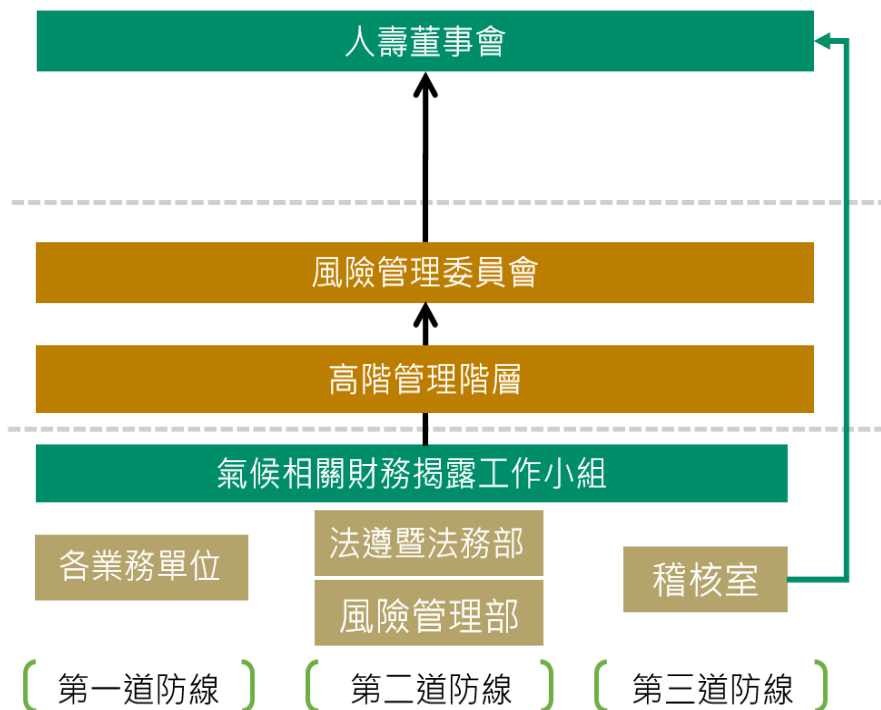 人壽董事會
風險管理委員會
高階管理階層
氣候相關財務揭露工作小組
各業務單位
法遵暨法務部
風險管理部
稽核室
第一道防線
第二道防線
第三道防線